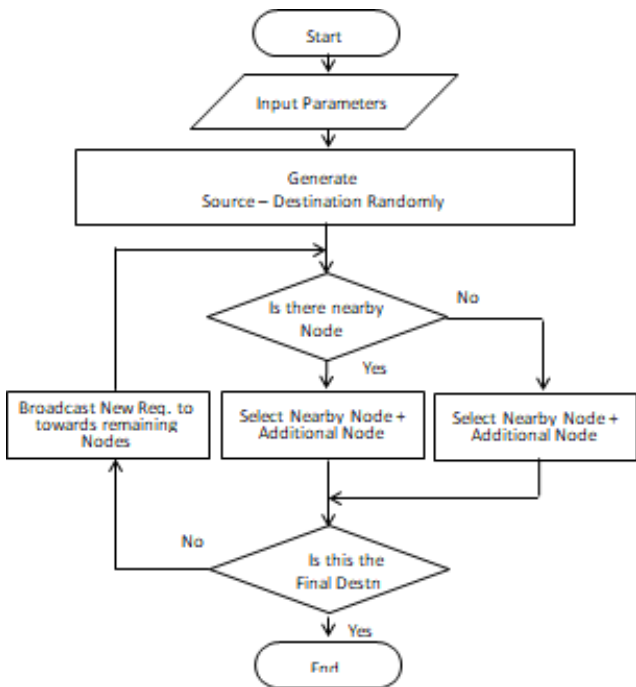 Start
Input Parameters
Generate
Source – Destination Randomly
Is there nearby
Node
No
Yes
Broadcast New Req. to
towards remaining
Nodes
Select Nearby Node +
Additional Node
Select Nearby Node +
Additional Node
No
Is this the
Final Destn
Yes
End